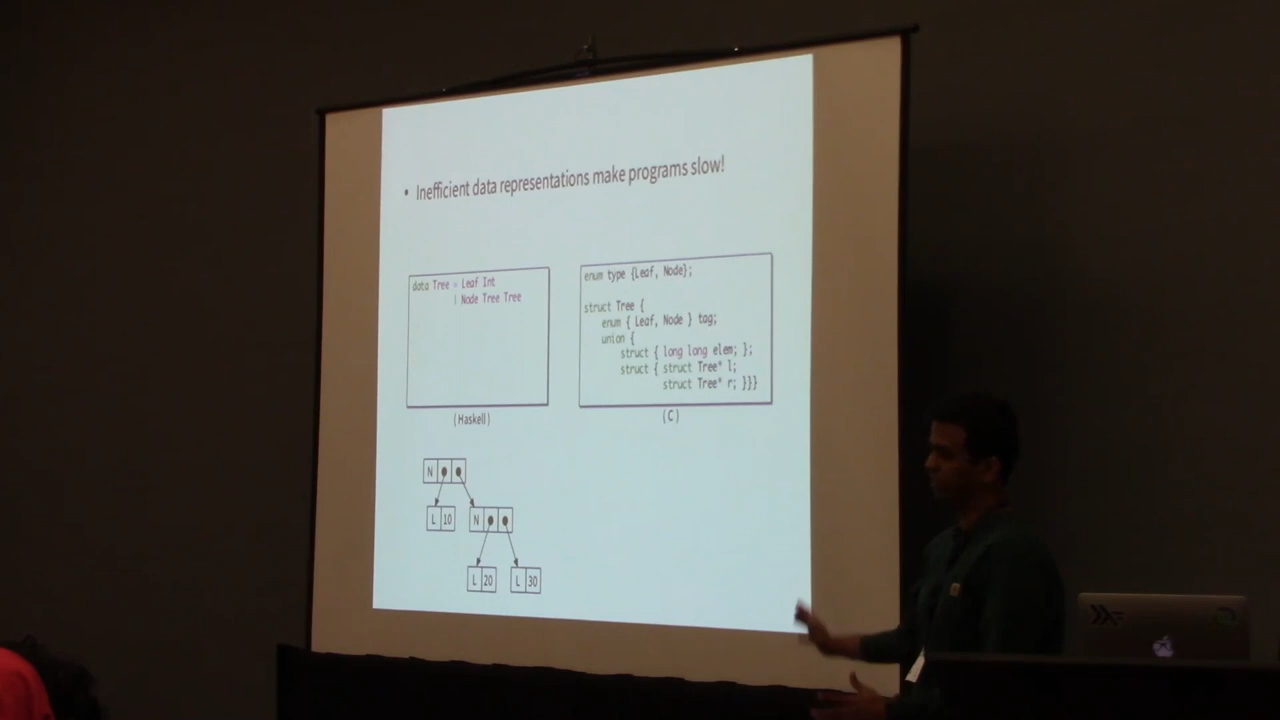 • Inefficient data representations make programs slow!
data Tree = Leaf Int
| Node Tree Tree
(Haskell)
enum type {Leaf, Node};
struct Tree {
enum { Leaf, Node } tag;
union {
struct { long long elem; };
struct { struct Tree* l;
struct Tree* r; }}}
(C)
N
L 10
N
L 20
L 30